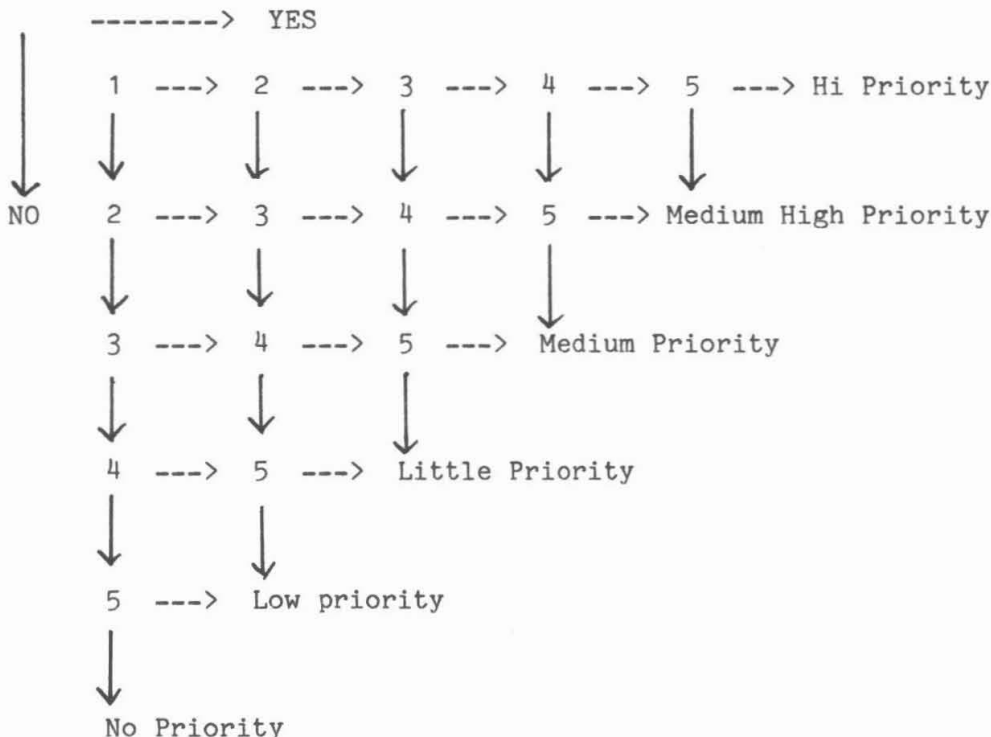 --------> YES
1 ---> 2 ---> 3 ---> 4 ---> 5 ---> Hi Priority
NO 2 ---> 3 ---> 4 ---> 5 ---> Medium High Priority
3 ---> 4 ---> 5 ---> Medium Priority
4 ---> 5 ---> Little Priority
5 ---> Low priority
No Priority